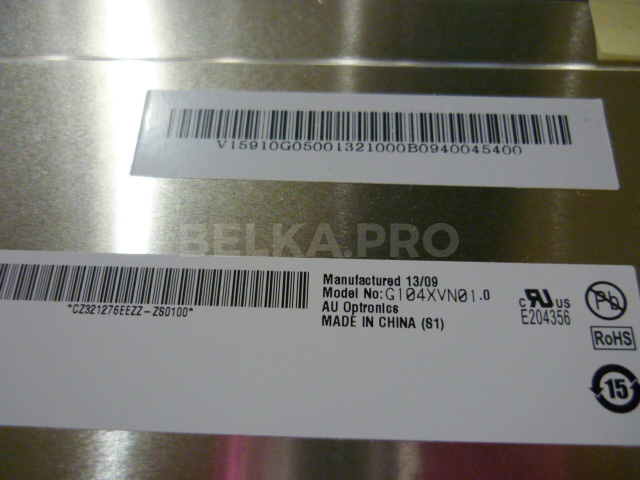 V15910G05001321000B0940045400
BELKA.PRO
Manufactured 13/09
Model No: G104XVN01.0
AU Optronics
MADE IN CHINA (S1)
*CZ321276EEZZ-ZS0100*
c RU US
E204356
Pb
RoHS
15